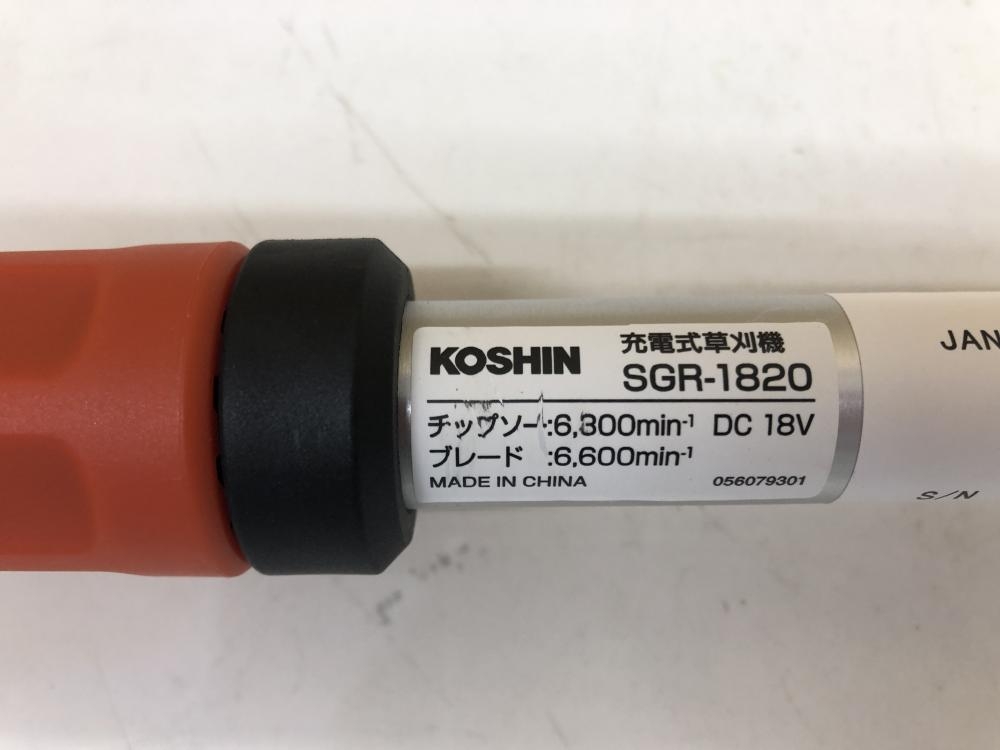 KOSHIN 充電式草刈機
SGR-1820
チップソー:6,300min-1 DC 18V
ブレード :6,600min-1
MADE IN CHINA 056079301
JAN
S/N